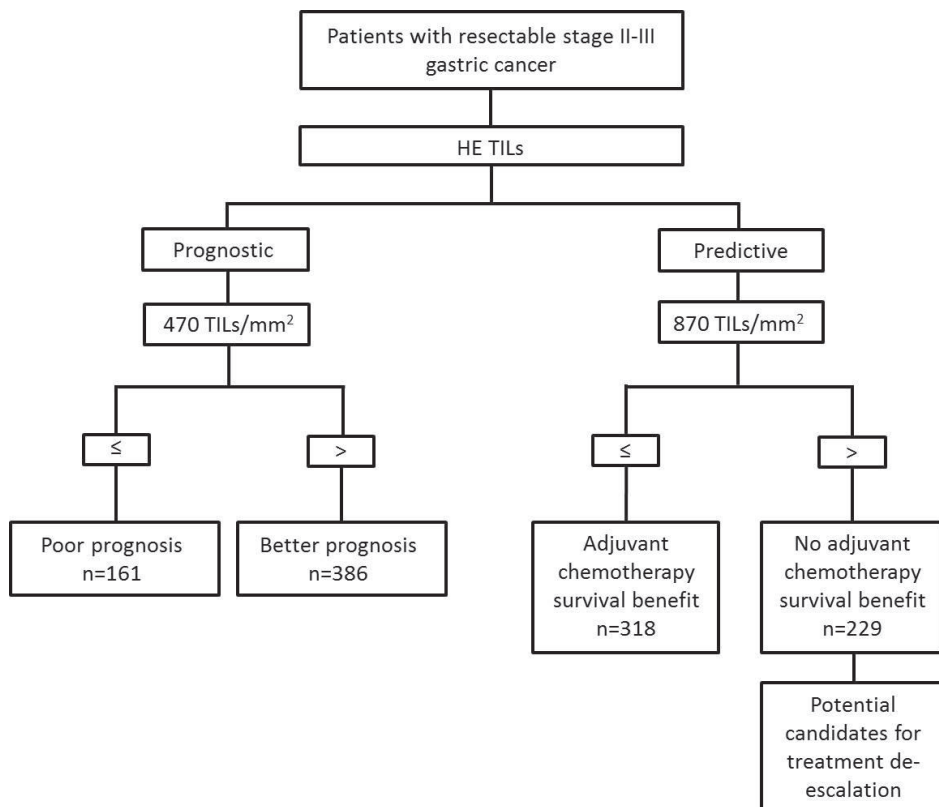 Patients with resectable stage II-III
gastric cancer
HE TILs
Prognostic
Predictive
470 TILs/mm²
870 TILs/mm²
≤
>
≤
>
Poor prognosis
n=161
Better prognosis
n=386
Adjuvant
chemotherapy
survival benefit
n=318
No adjuvant
chemotherapy
survival benefit
n=229
Potential
candidates for
treatment de-
escalation